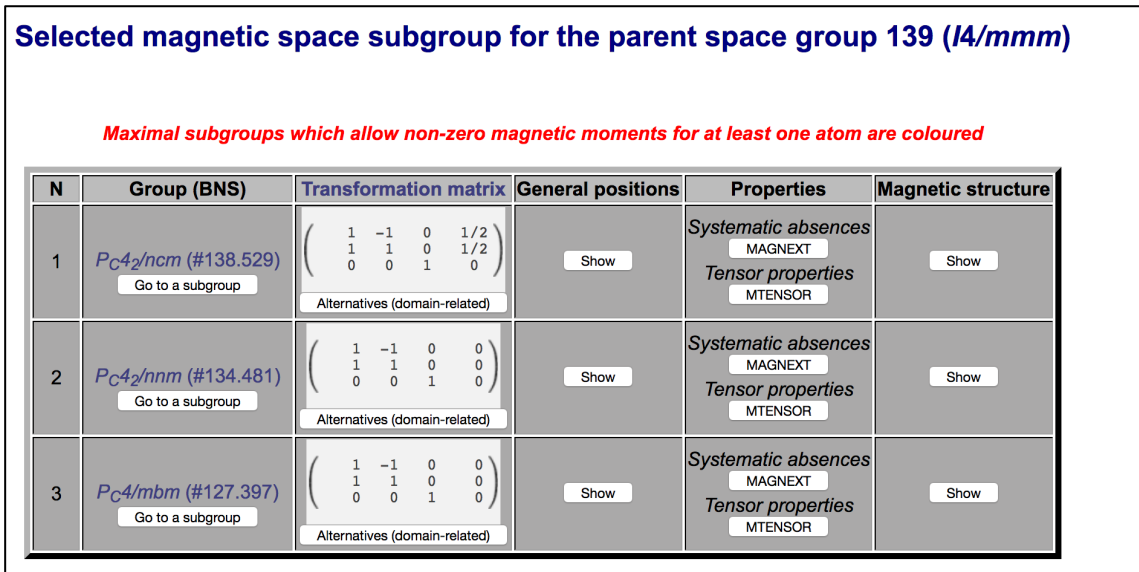 Selected magnetic space subgroup for the parent space group 139 (I4/mmm)
Maximal subgroups which allow non-zero magnetic moments for at least one atom are coloured
N Group (BNS) Transformation matrix General positions Properties Magnetic structure
1
P_C4_2/ncm (#138.529)
Go to a subgroup
1 -1 0 1/2
1 1 0 1/2
0 0 1 0
Alternatives (domain-related)
Show
Systematic absences
MAGNEXT
Tensor properties
MTENSOR
Show
2
P_C4_2/nnm (#134.481)
Go to a subgroup
1 -1 0 0
1 1 0 0
0 0 1 0
Alternatives (domain-related)
Show
Systematic absences
MAGNEXT
Tensor properties
MTENSOR
Show
3
P_C4/mbm (#127.397)
Go to a subgroup
1 -1 0 0
1 1 0 0
0 0 1 0
Alternatives (domain-related)
Show
Systematic absences
MAGNEXT
Tensor properties
MTENSOR
Show